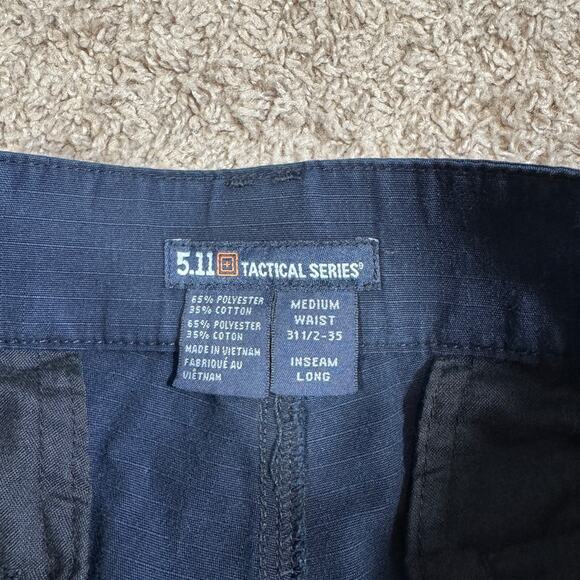 5.11 TACTICAL SERIES®
65% POLYESTER
35% COTTON
65% POLYESTER
35% COTON
MADE IN VIETNAM
FABRIQUÉ AU
VIÊTNAM
MEDIUM
WAIST
31 1/2-35
INSEAM
LONG